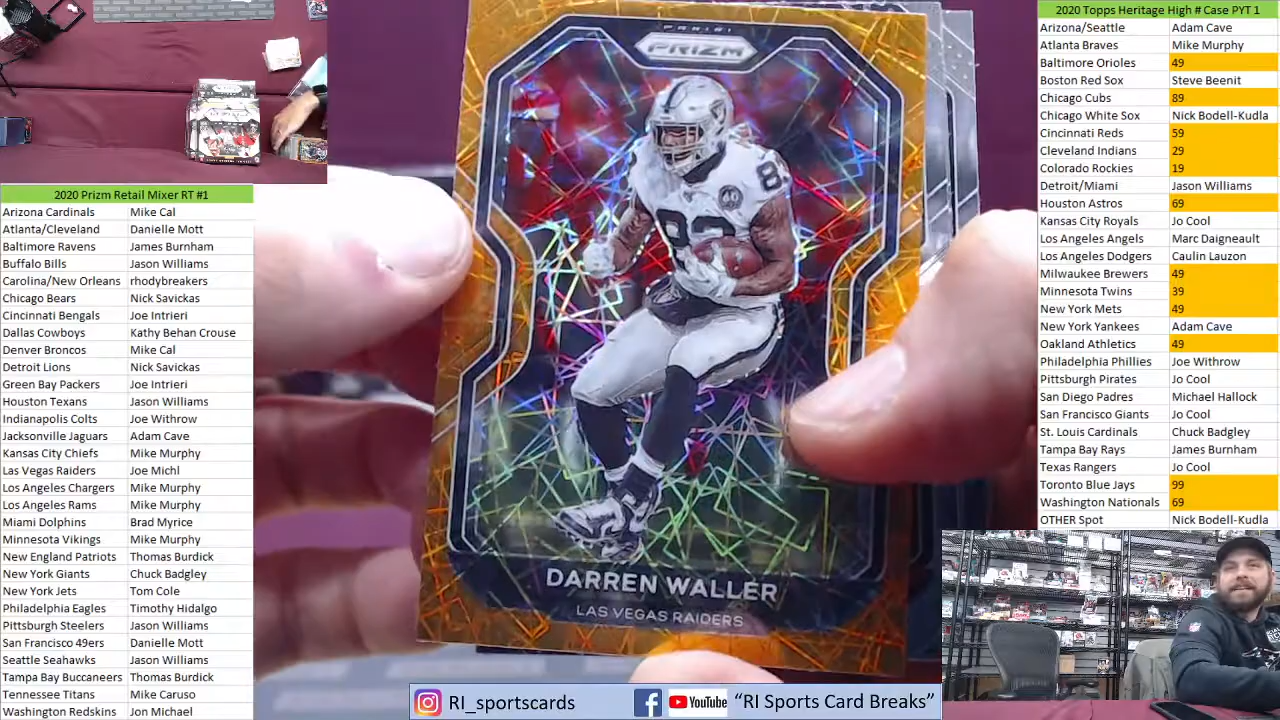 2020 Prizm Retail Mixer RT #1
Arizona Cardinals Mike Cal
Atlanta/Cleveland Danielle Mott
Baltimore Ravens James Burnham
Buffalo Bills Jason Williams
Carolina/New Orleans rhodybreakers
Chicago Bears Nick Savickas
Cincinnati Bengals Joe Intrieri
Dallas Cowboys Kathy Behan Crouse
Denver Broncos Mike Cal
Detroit Lions Nick Savickas
Green Bay Packers Joe Intrieri
Houston Texans Jason Williams
Indianapolis Colts Joe Withrow
Jacksonville Jaguars Adam Cave
Kansas City Chiefs Mike Murphy
Las Vegas Raiders Joe Michl
Los Angeles Chargers Mike Murphy
Los Angeles Rams Mike Murphy
Miami Dolphins Brad Myrice
Minnesota Vikings Mike Murphy
New England Patriots Thomas Burdick
New York Giants Chuck Badgley
New York Jets Tom Cole
Philadelphia Eagles Timothy Hidalgo
Pittsburgh Steelers Jason Williams
San Francisco 49ers Danielle Mott
Seattle Seahawks Jason Williams
Tampa Bay Buccaneers Thomas Burdick
Tennessee Titans Mike Caruso
Washington Redskins Jon Michael
PANINI
PRIZM
83
83
DARREN WALLER
LAS VEGAS RAIDERS
RI_sportscards
YouTube
"RI Sports Card Breaks"
2020 Topps Heritage High # Case PYT 1
Arizona/Seattle Adam Cave
Atlanta Braves Mike Murphy
Baltimore Orioles 49
Boston Red Sox Steve Beenit
Chicago Cubs 89
Chicago White Sox Nick Bodell-Kudla
Cincinnati Reds 59
Cleveland Indians 29
Colorado Rockies 19
Detroit/Miami Jason Williams
Houston Astros 69
Kansas City Royals Jo Cool
Los Angeles Angels Marc Daigneault
Los Angeles Dodgers Caulin Lauzon
Milwaukee Brewers 49
Minnesota Twins 39
New York Mets 49
New York Yankees Adam Cave
Oakland Athletics 49
Philadelphia Phillies Joe Withrow
Pittsburgh Pirates Jo Cool
San Diego Padres Michael Hallock
San Francisco Giants Jo Cool
St. Louis Cardinals Chuck Badgley
Tampa Bay Rays James Burnham
Texas Rangers Jo Cool
Toronto Blue Jays 99
Washington Nationals 69
OTHER Spot Nick Bodell-Kudla